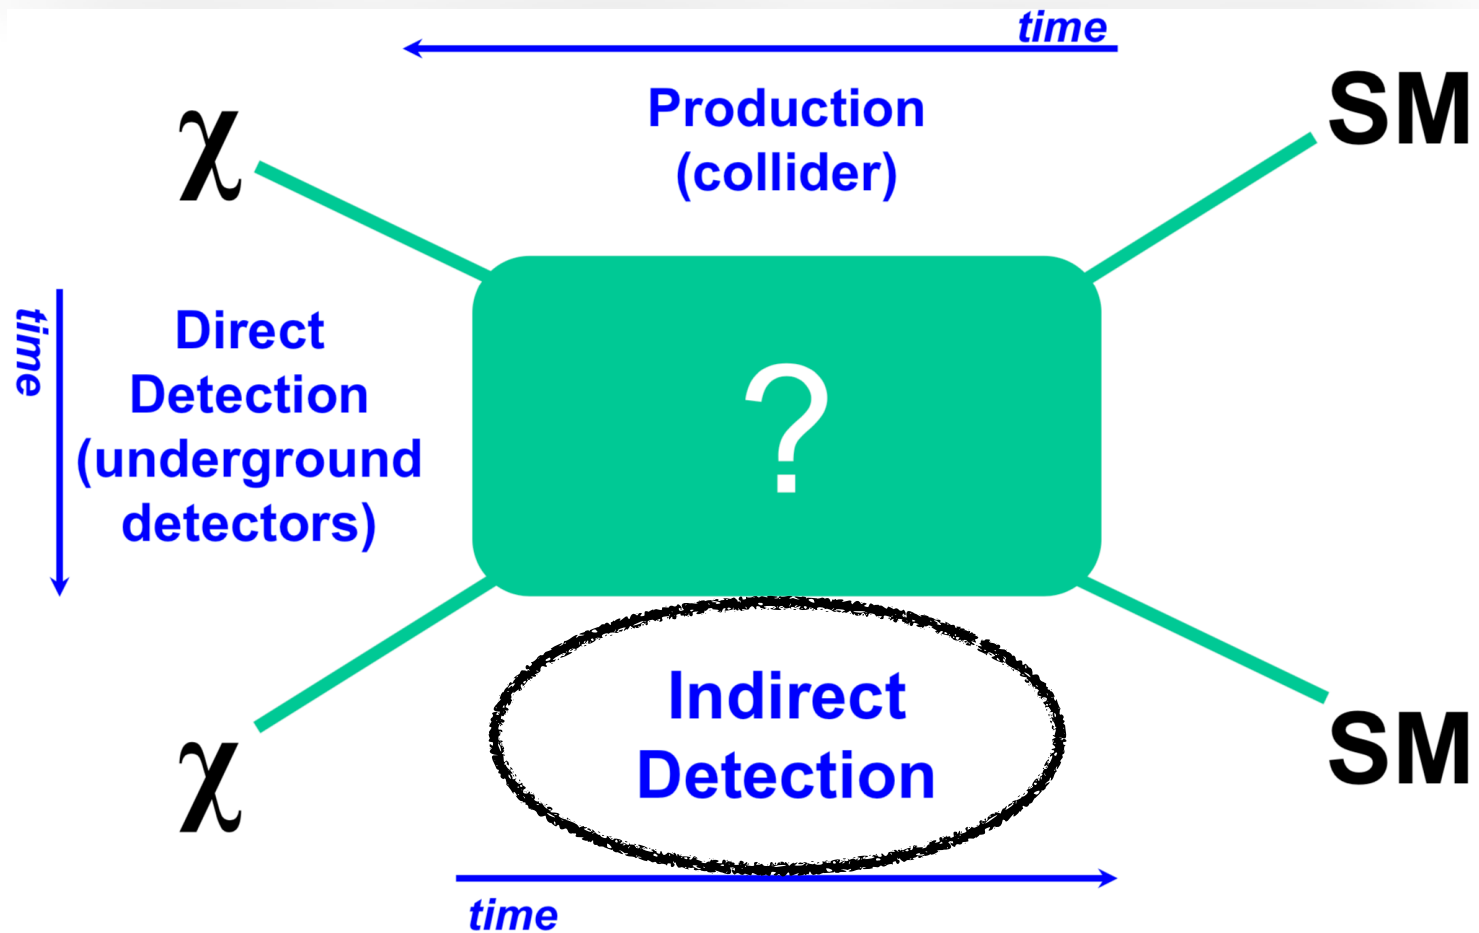 time
Production
(collider)
χ
SM
time
Direct
Detection
(underground
detectors)
?
Indirect
Detection
χ
SM
time